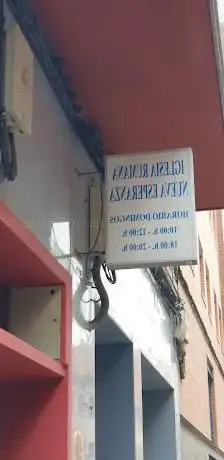 IGLESIA RUMANA
NUEVA ESPERANZA
HORARIO DOMINGOS
10:00 h. - 12:00 h.
18:00 h. - 20:00 h.